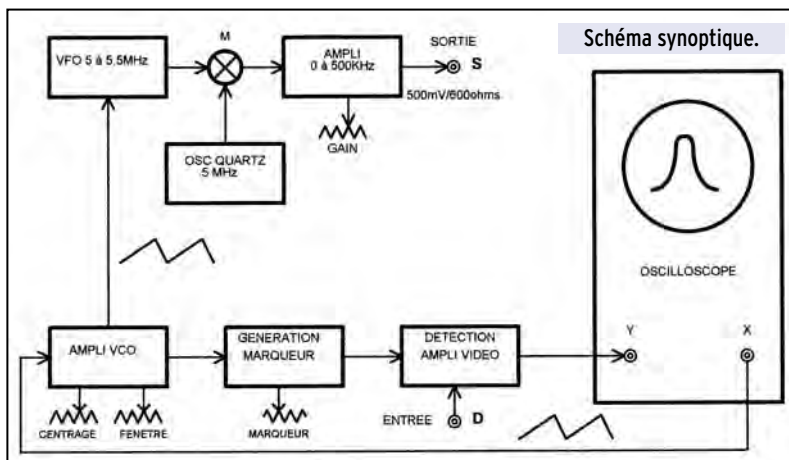 Schéma synoptique.
M
VFO 5 à 5,5MHz
AMPLI
0 à 500KHz
SORTIE
S
500mV/600ohms
GAIN
OSC QUARTZ
5 MHz
OSCILLOSCOPE
Y
X
AMPLI VCO
GENERATION
MARQUEUR
DETECTION
AMPLI VIDEO
CENTRAGE
FENETRE
MARQUEUR
ENTREE
D